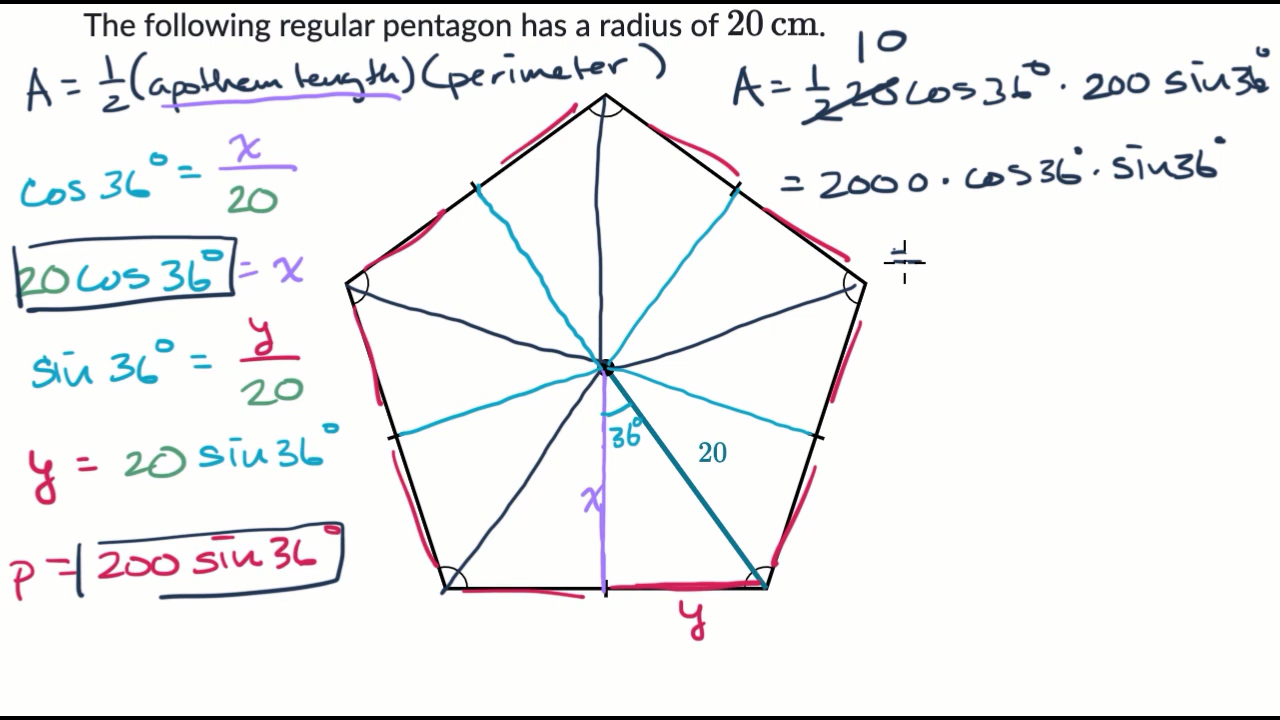 The following regular pentagon has a radius of 20 cm.
A = 1/2 (apothem length)(perimeter)
cos 36° = x/20
20 cos 36° = x
sin 36° = y/20
y = 20 sin 36°
P = 200 sin 36°
10
A = 1/2 20 cos 36° · 200 sin 36°
= 2000 · cos 36° · sin 36°
=
36°
20
x
y